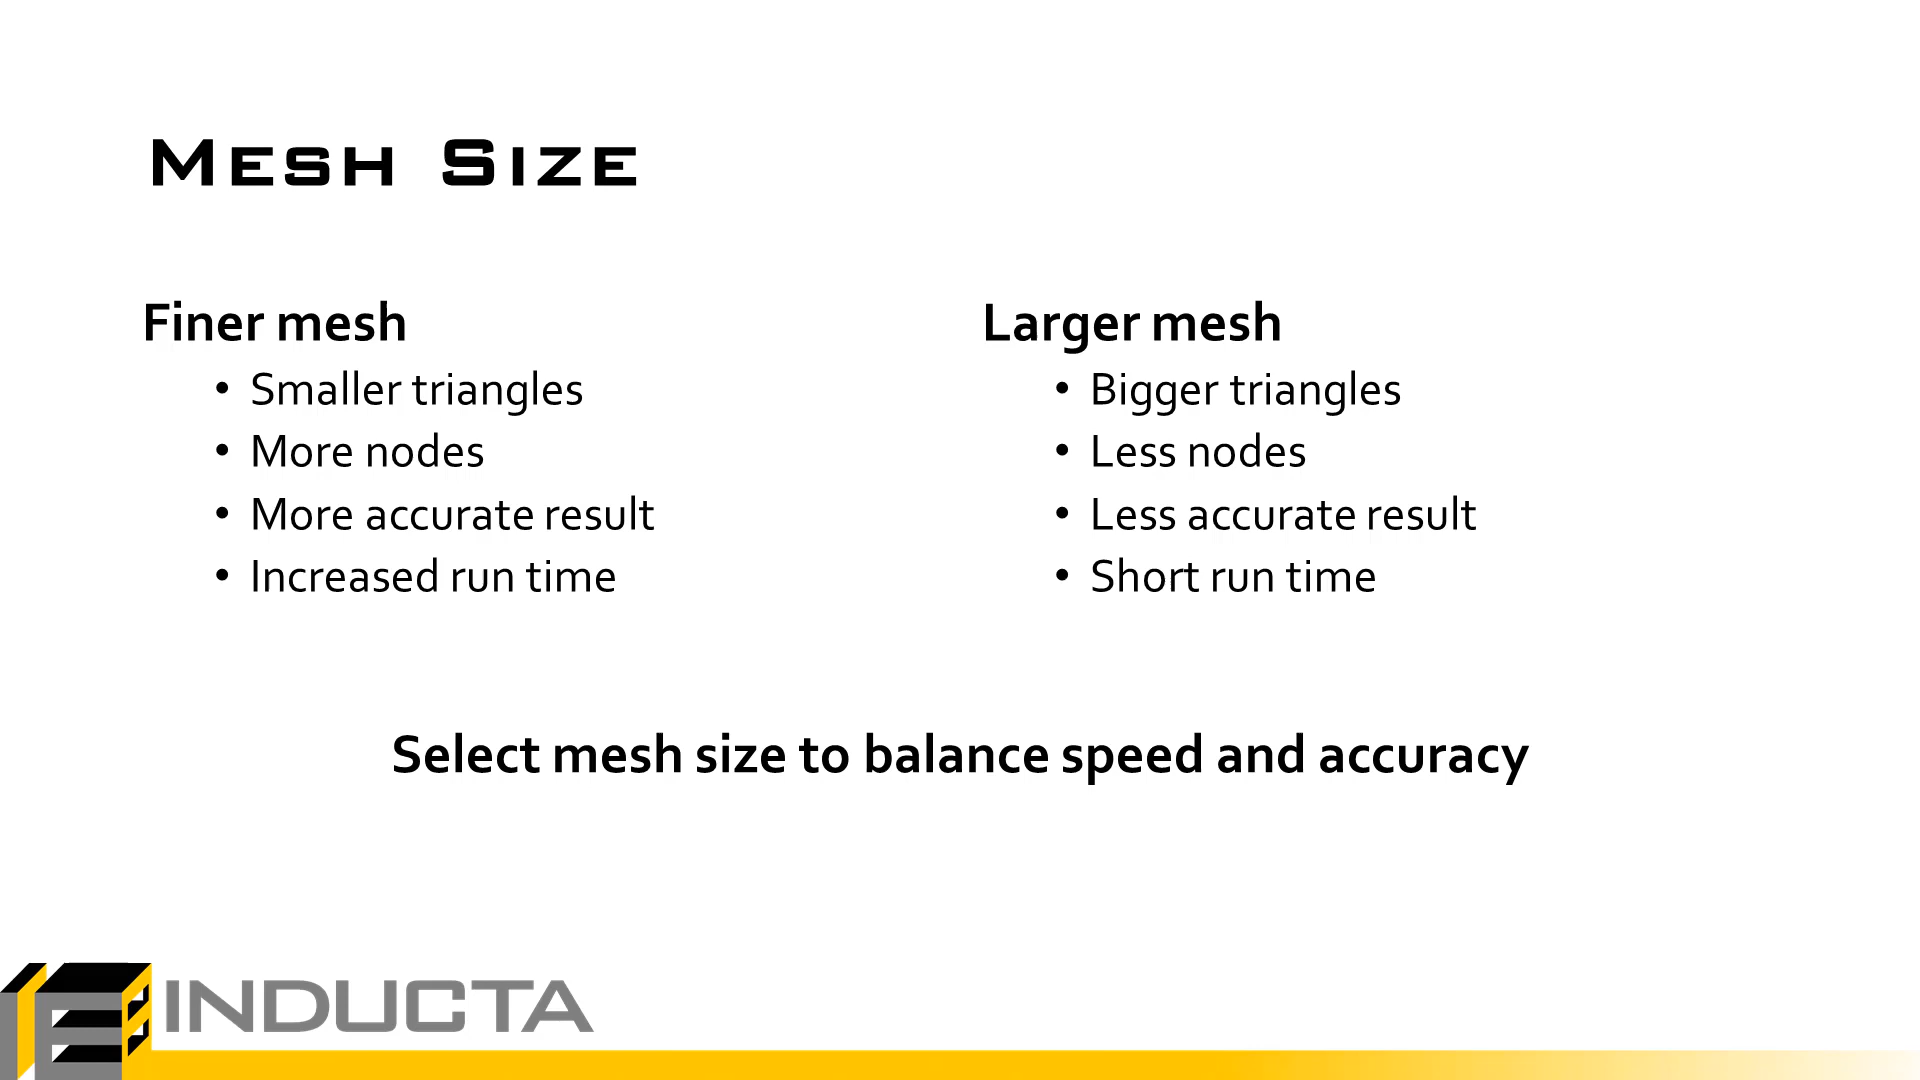 Mesh Size
Finer mesh
• Smaller triangles
• More nodes
• More accurate result
• Increased run time
Larger mesh
• Bigger triangles
• Less nodes
• Less accurate result
• Short run time
Select mesh size to balance speed and accuracy
INDUCTA